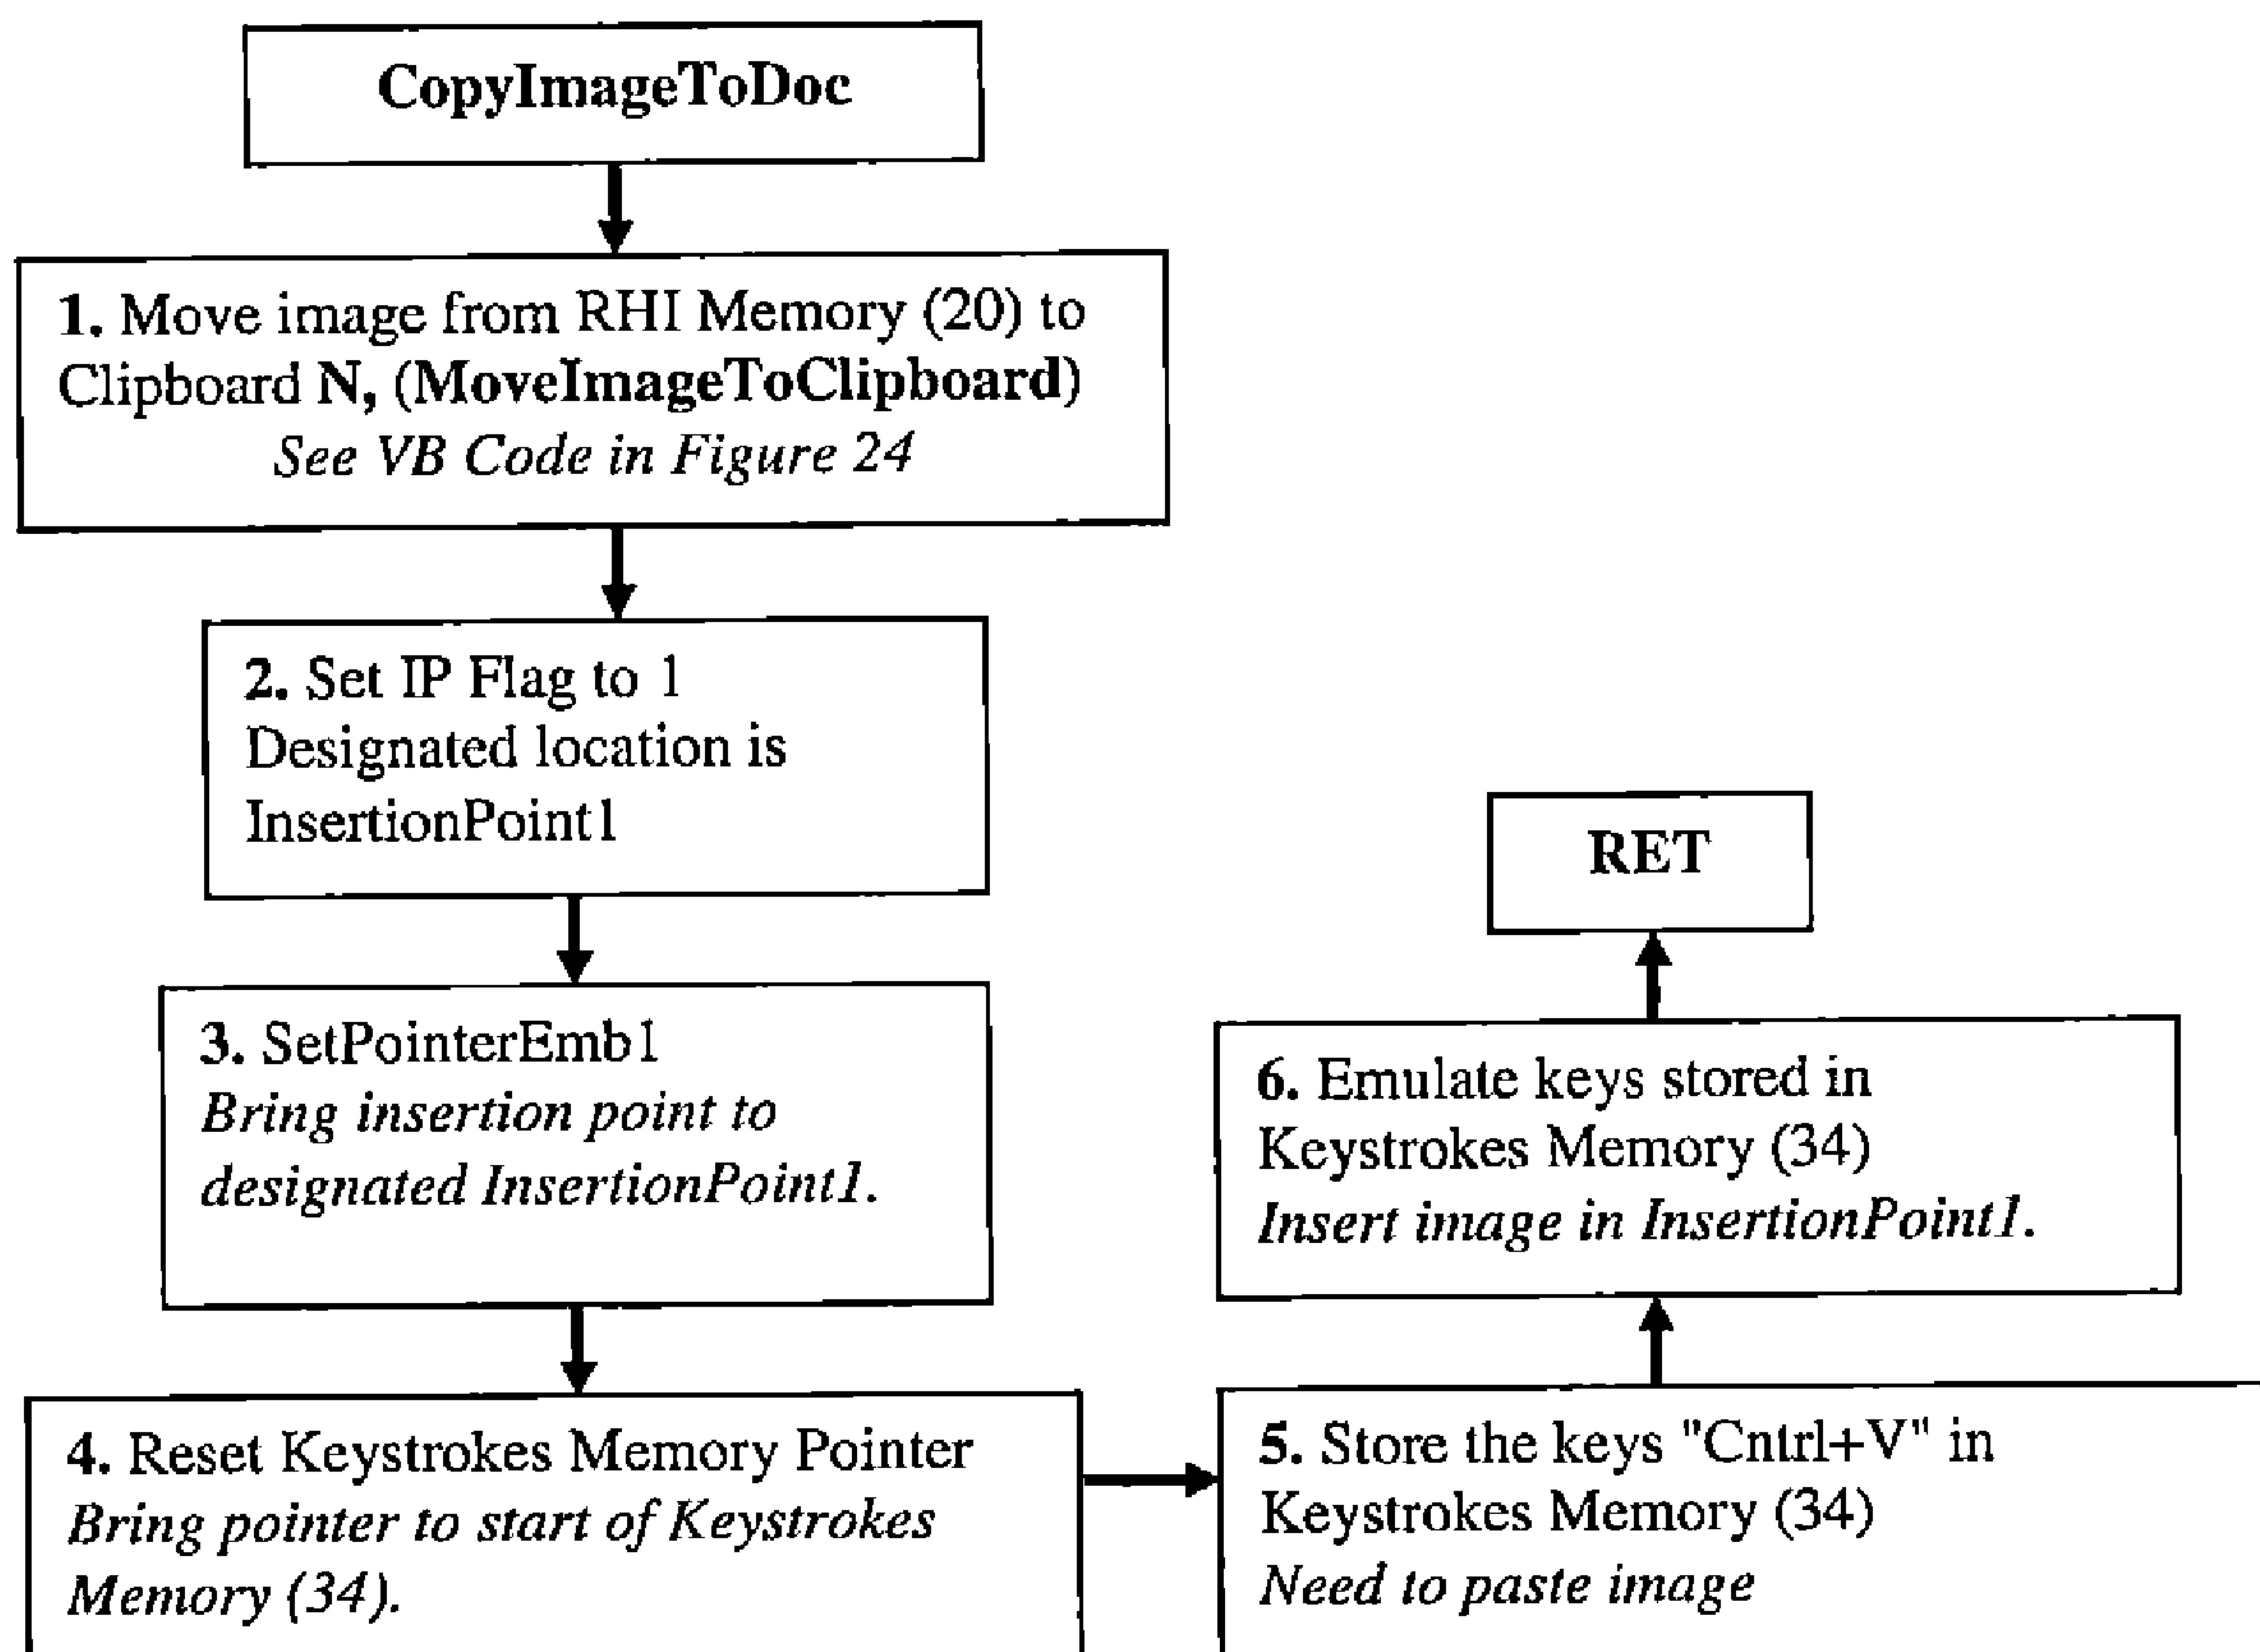 CopyImageToDoc
1. Move image from RHI Memory (20) to
Clipboard N, (MoveImageToClipboard)
See VB Code in Figure 24
2. Set IP Flag to 1
Designated location is
InsertionPoint1
3. SetPointerEmb1
Bring insertion point to
designated InsertionPoint1.
4. Reset Keystrokes Memory Pointer
Bring pointer to start of Keystrokes
Memory (34).
5. Store the keys "Cntrl+V" in
Keystrokes Memory (34)
Need to paste image
6. Emulate keys stored in
Keystrokes Memory (34)
Insert image in InsertionPoint1.
RET